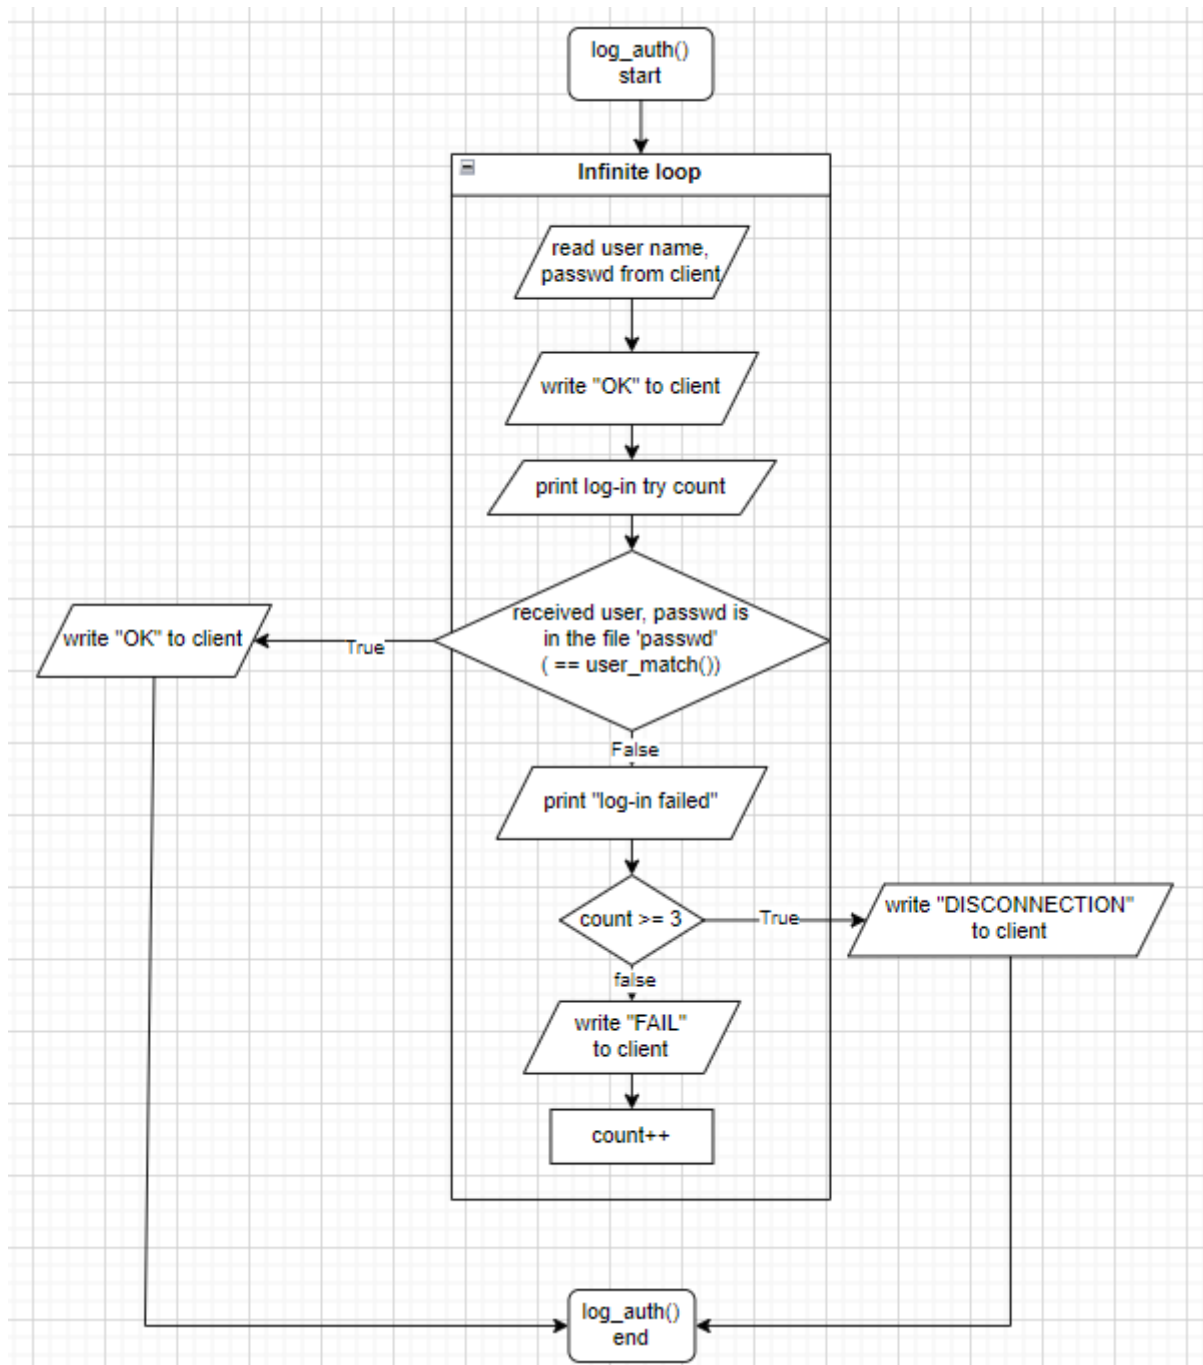 log_auth()
start
Infinite loop
read user name,
passwd from client
write "OK" to client
print log-in try count
received user, passwd is
in the file 'passwd'
( == user_match())
True
write "OK" to client
False
print "log-in failed"
count >= 3
True
write "DISCONNECTION"
to client
false
write "FAIL"
to client
count++
log_auth()
end